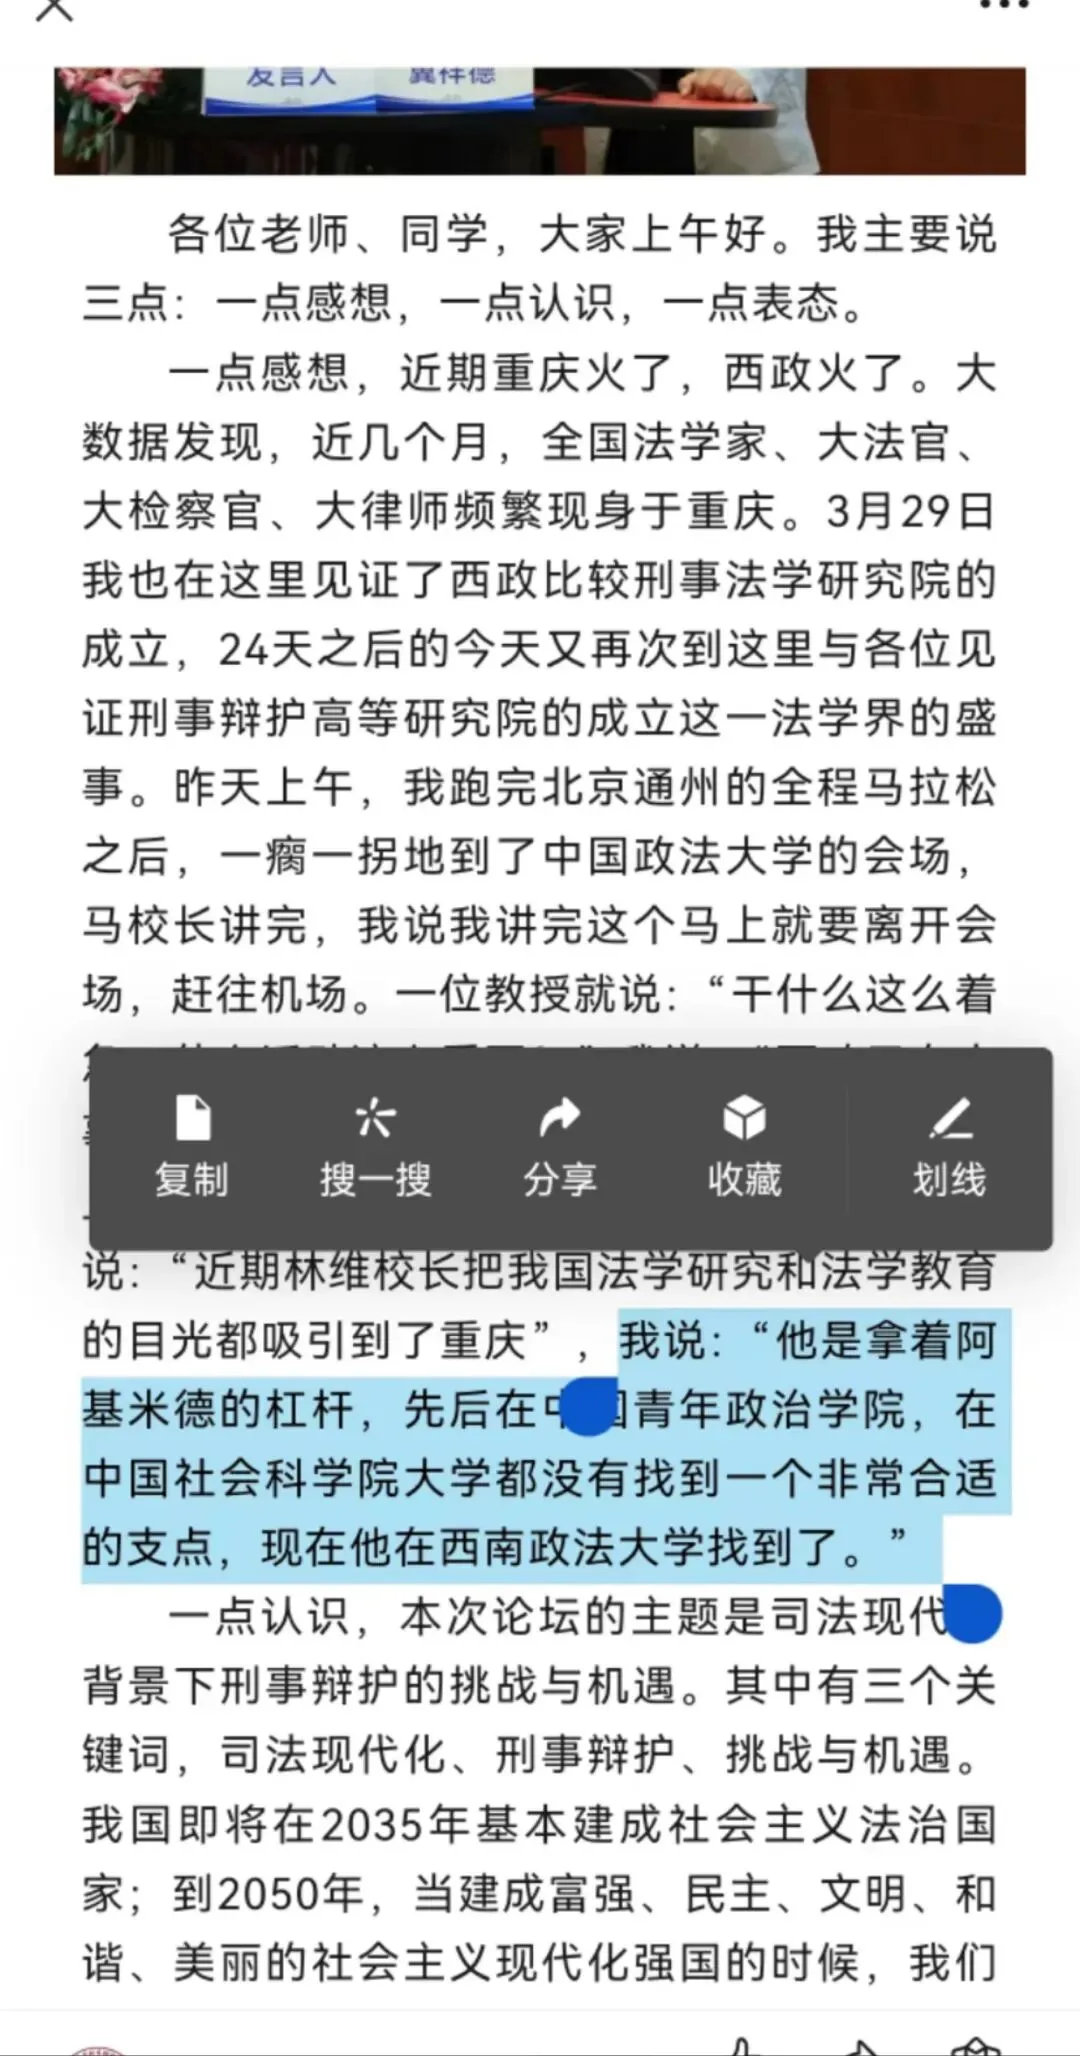 发言人 冀祥德
各位老师、同学，大家上午好。我主要说
三点：一点感想，一点认识，一点表态。
一点感想，近期重庆火了，西政火了。大
数据发现，近几个月，全国法学家、大法官、
大检察官、大律师频繁现身于重庆。3月29日
我也在这里见证了西政比较刑事法学研究院的
成立，24天之后的今天又再次到这里与各位见
证刑事辩护高等研究院的成立这一法学界的盛
事。昨天上午，我跑完北京通州的全程马拉松
之后，一瘸一拐地到了中国政法大学的会场，
马校长讲完，我说我讲完这个马上就要离开会
场，赶往机场。一位教授就说：“干什么这么着
复制 搜一搜 分享 收藏 划线
说：“近期林维校长把我国法学研究和法学教育
的目光都吸引到了重庆”，我说：“他是拿着阿
基米德的杠杆，先后在中国青年政治学院，在
中国社会科学院大学都没有找到一个非常合适
的支点，现在他在西南政法大学找到了。”
一点认识，本次论坛的主题是司法现代
背景下刑事辩护的挑战与机遇。其中有三个关
键词，司法现代化、刑事辩护、挑战与机遇。
我国即将在2035年基本建成社会主义法治国
家；到2050年，当建成富强、民主、文明、和
谐、美丽的社会主义现代化强国的时候，我们